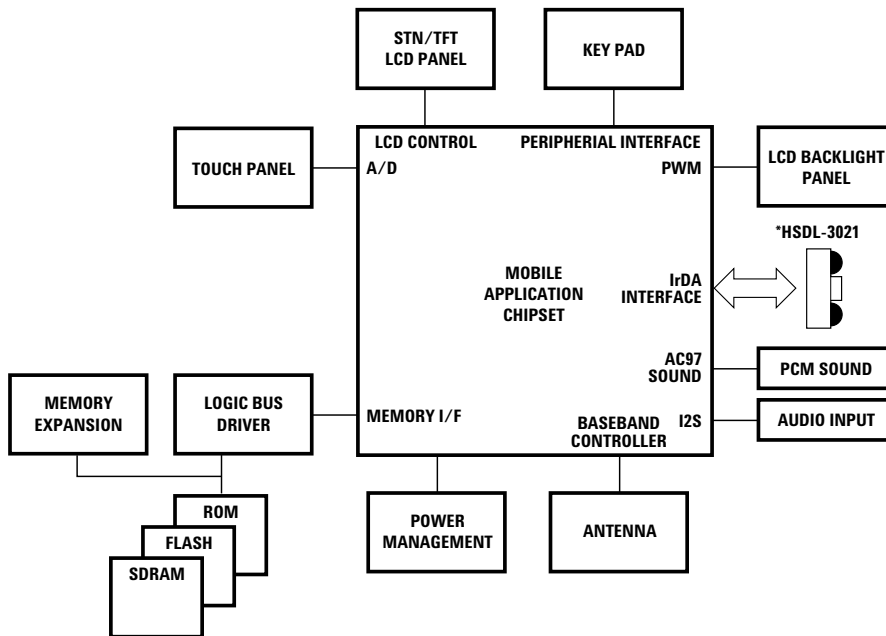 STN/TFT
LCD PANEL
KEY PAD
LCD CONTROL
PERIPHERIAL INTERFACE
TOUCH PANEL
A/D
PWM
LCD BACKLIGHT
PANEL
*HSDL-3021
MOBILE
APPLICATION
CHIPSET
IrDA
INTERFACE
AC97
SOUND
PCM SOUND
MEMORY
EXPANSION
LOGIC BUS
DRIVER
MEMORY I/F
BASEBAND
CONTROLLER
I2S
AUDIO INPUT
ROM
FLASH
SDRAM
POWER
MANAGEMENT
ANTENNA